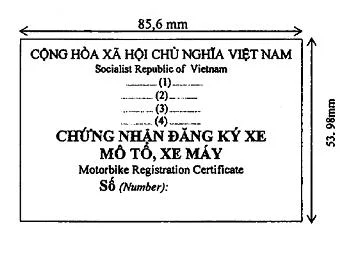 85,6 mm
CỘNG HÒA XÃ HỘI CHỦ NGHĨA VIỆT NAM
Socialist Republic of Vietnam
.............(1).............
.............(2).............
.............(3).............
.............(4).............
CHỨNG NHẬN ĐĂNG KÝ XE
MÔ TÔ, XE MÁY
Motorbike Registration Certificate
Số (Number):
53. 98mm